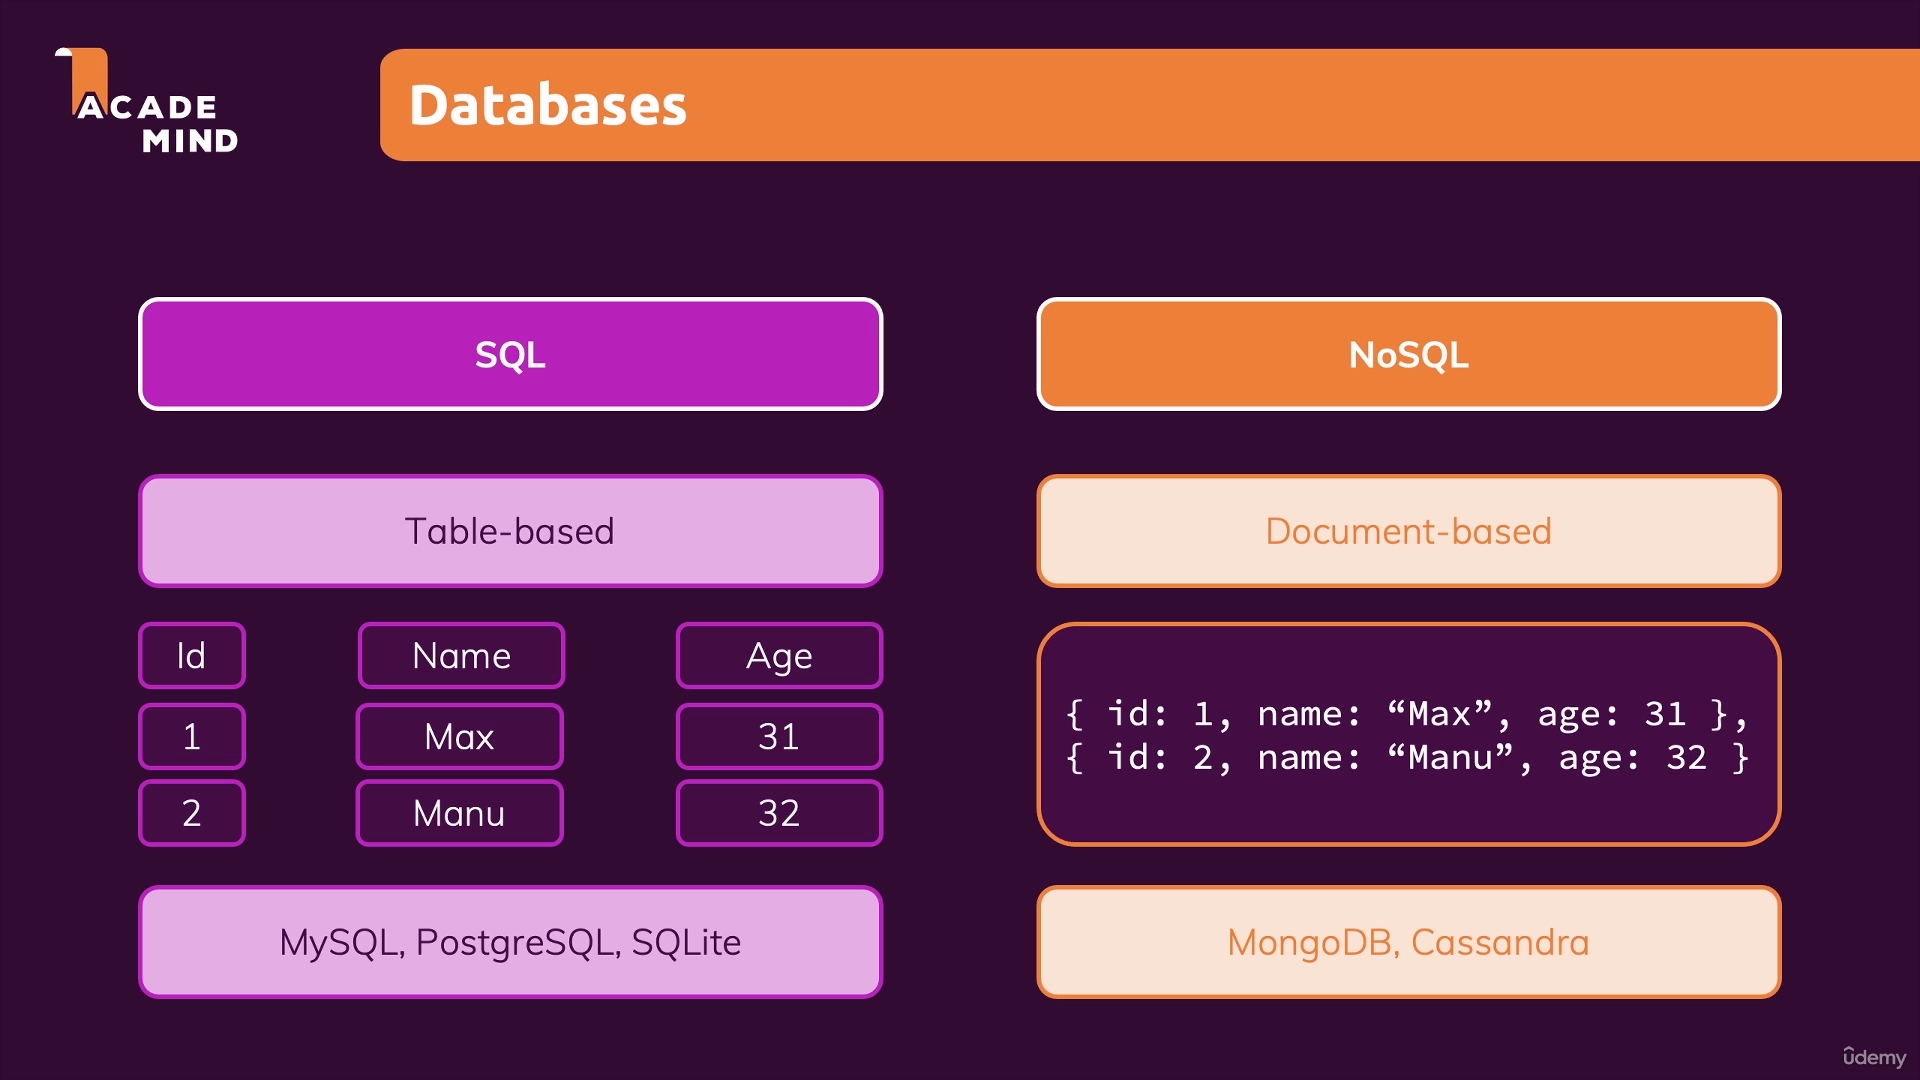 ACADE
MIND
Databases
SQL
NoSQL
Table-based
Document-based
Id Name Age
1 Max 31
2 Manu 32
{ id: 1, name: “Max”, age: 31 },
{ id: 2, name: “Manu”, age: 32 }
MySQL, PostgreSQL, SQLite
MongoDB, Cassandra
udemy